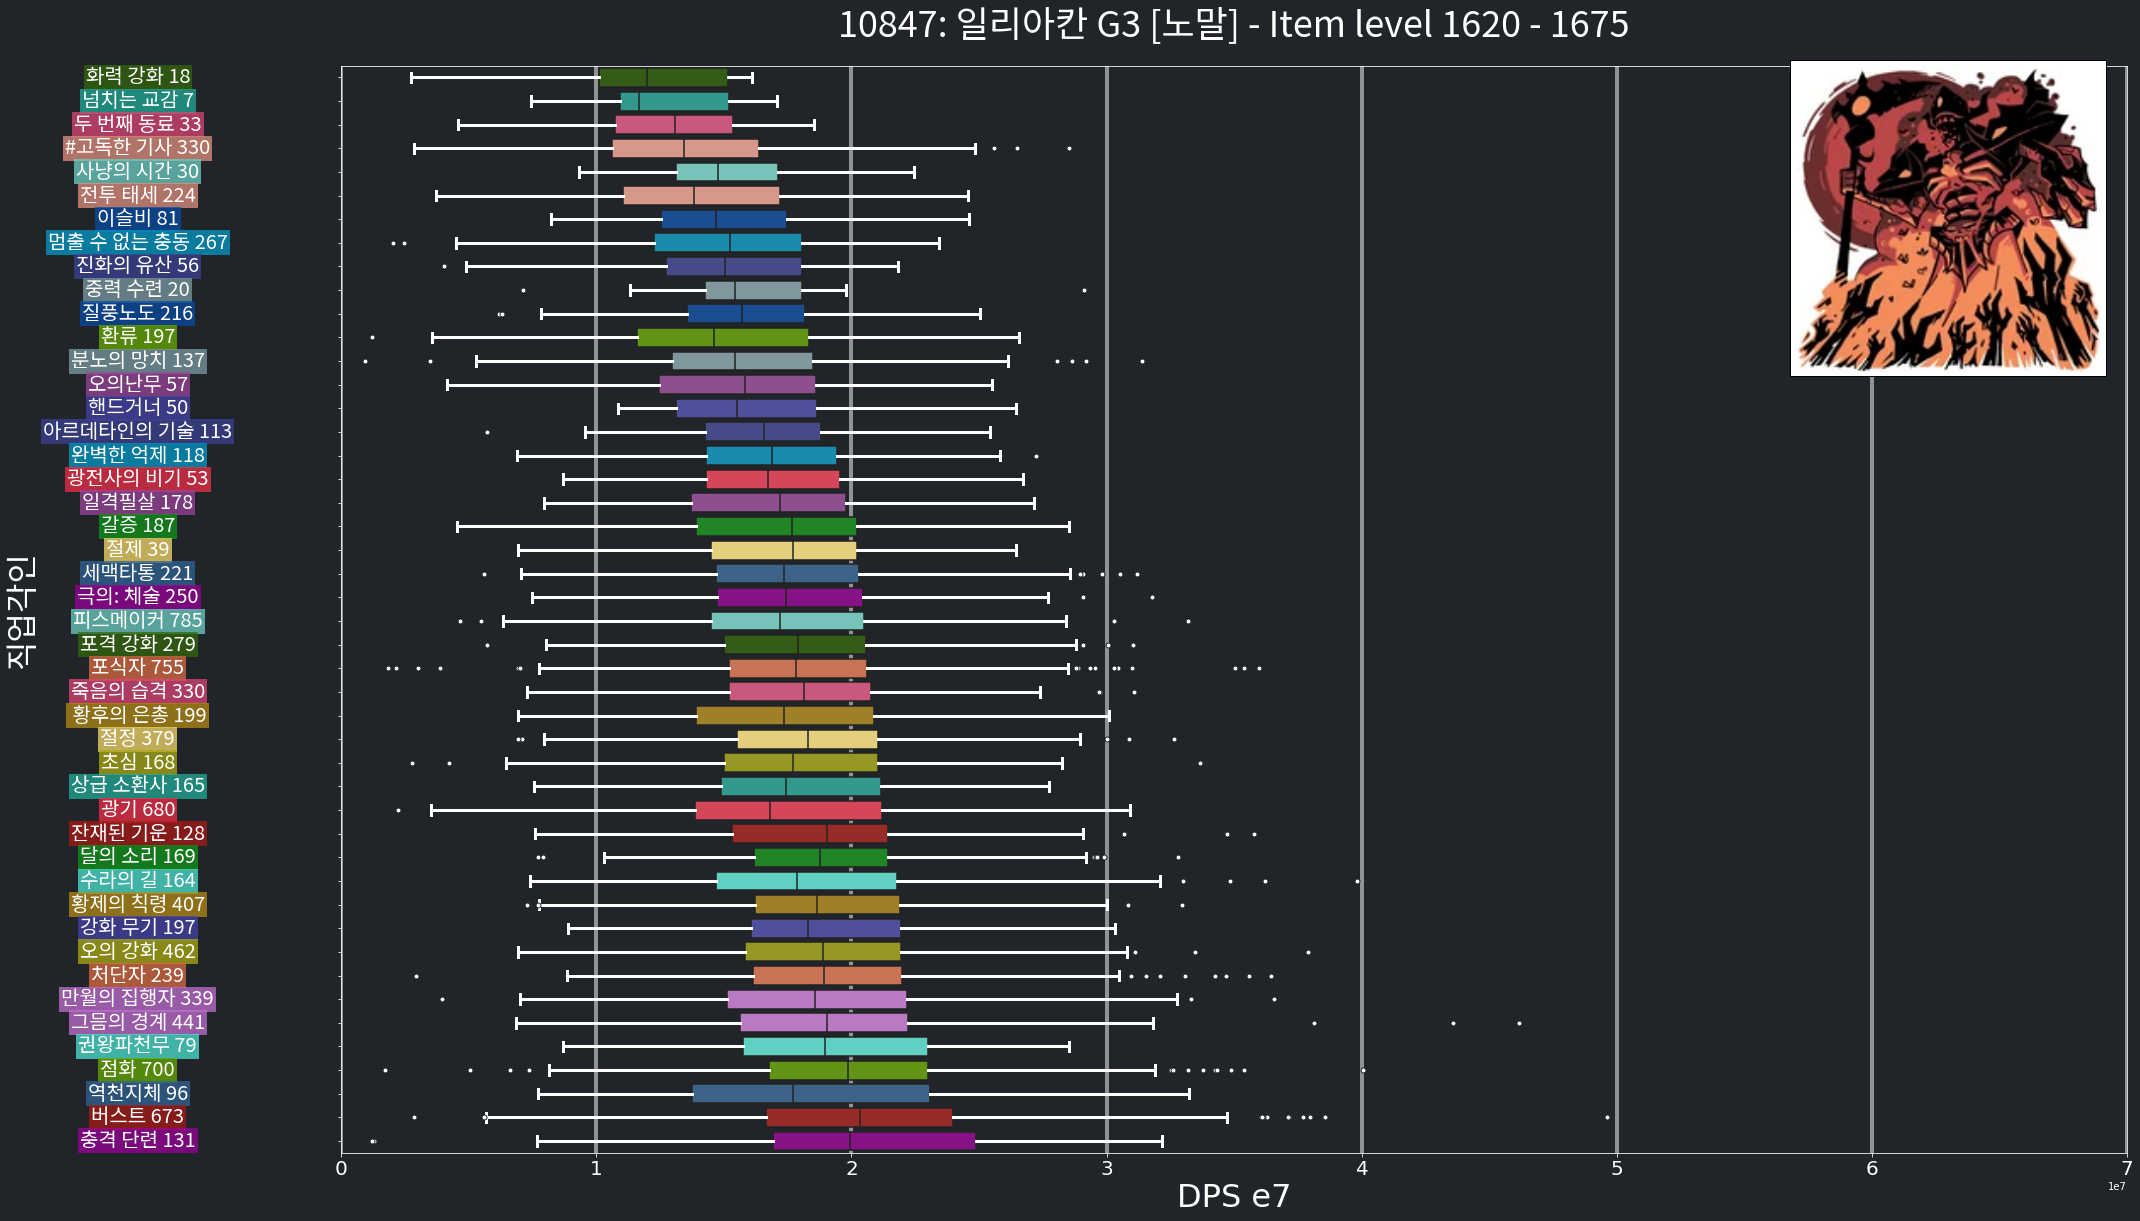 10847: 일리아칸 G3 [노말] - Item level 1620 - 1675
화력 강화 18
넘치는 교감 7
두 번째 동료 33
#고독한 기사 330
사냥의 시간 30
전투 태세 224
이슬비 81
멈출 수 없는 충동 267
진화의 유산 56
중력 수련 20
질풍노도 216
환류 197
분노의 망치 137
오의난무 57
핸드거너 50
아르데타인의 기술 113
완벽한 억제 118
광전사의 비기 53
일격필살 178
갈증 187
절제 39
세맥타통 221
극의: 체술 250
피스메이커 785
포격 강화 279
포식자 755
죽음의 습격 330
황후의 은총 199
절정 379
초심 168
상급 소환사 165
광기 680
잔재된 기운 128
달의 소리 169
수라의 길 164
황제의 칙령 407
강화 무기 197
오의 강화 462
처단자 239
만월의 집행자 339
그믐의 경계 441
권왕파천무 79
점화 700
역천지체 96
버스트 673
충격 단련 131
직업각인
0 1 2 3 4 5 6 7
DPS e7
1e7